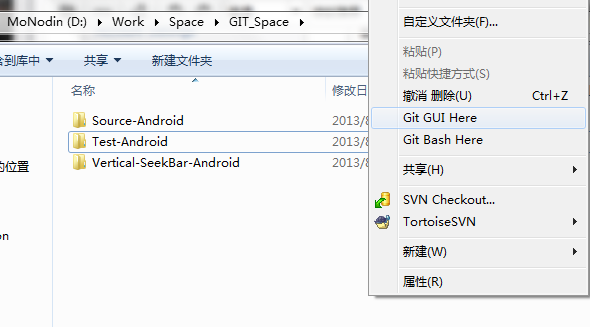 MoNodin (D:) ▸ Work ▸ Space ▸ GIT_Space ▸
含到库中 共享 新建文件夹
名称 修改日
Source-Android 2013/8
Test-Android 2013/8
Vertical-SeekBar-Android 2013/8
的位置
on
自定义文件夹(F)...
粘贴(P)
粘贴快捷方式(S)
撤消 删除(U) Ctrl+Z
Git GUI Here
Git Bash Here
共享(H)
SVN Checkout...
TortoiseSVN
新建(W)
属性(R)